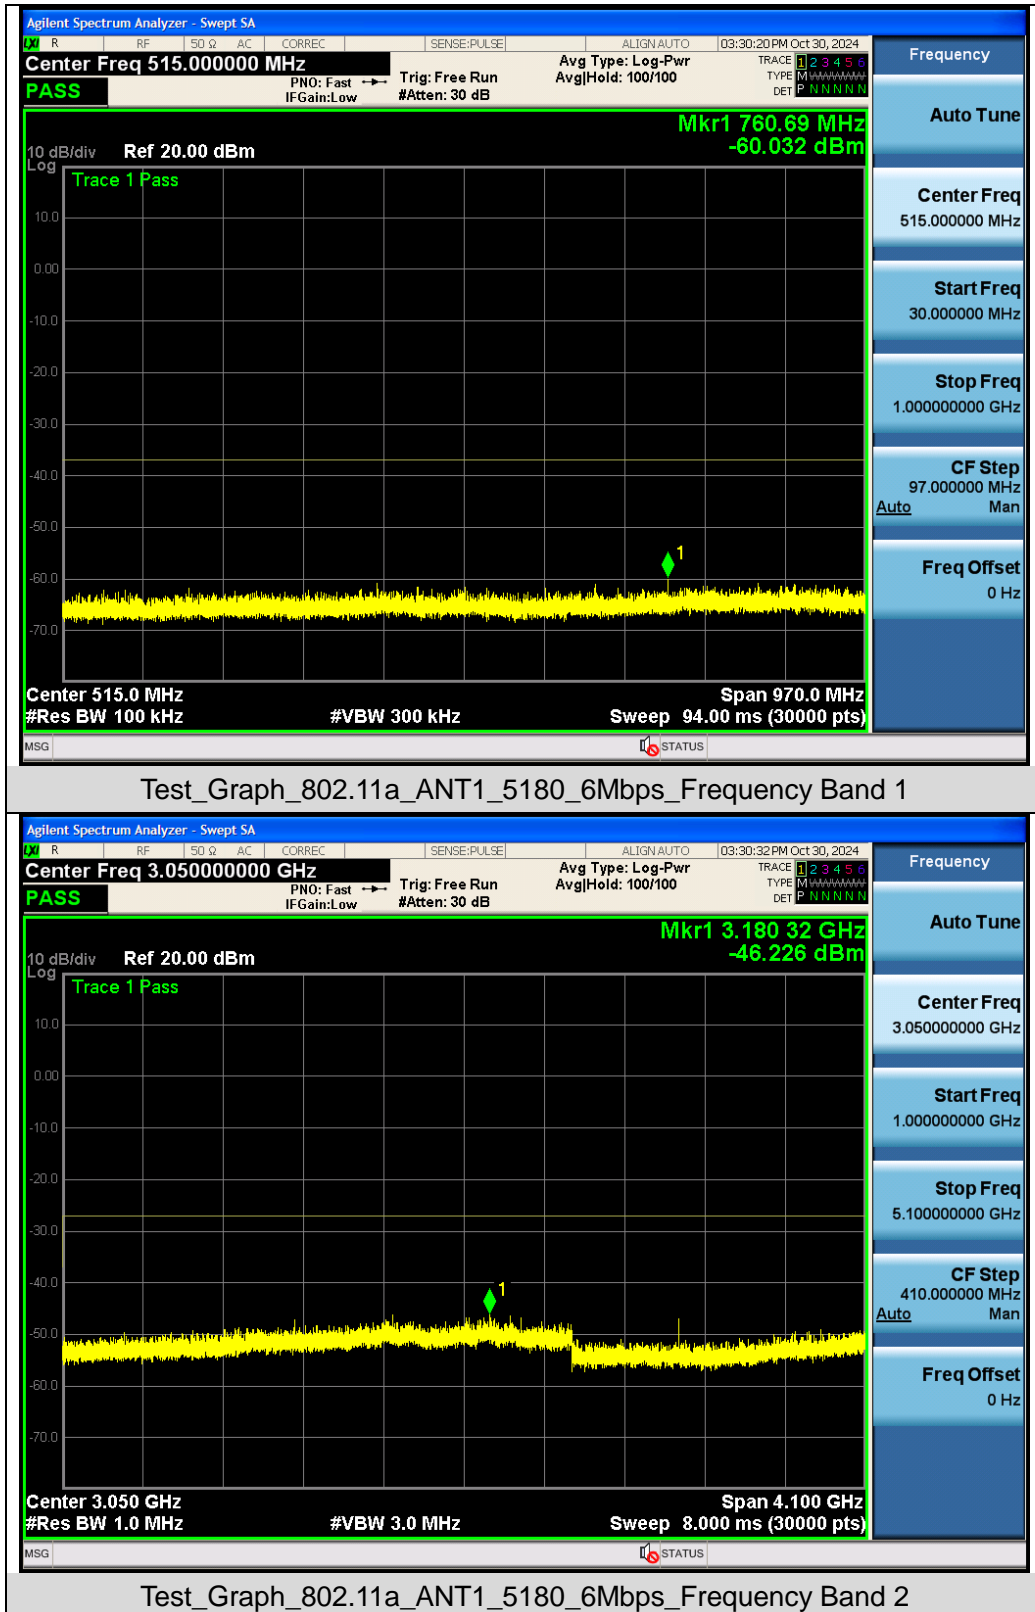 Agilent Spectrum Analyzer - Swept SA
LXI R RF 50 Ω AC CORREC SENSE:PULSE ALIGN AUTO 03:30:20 PM Oct 30, 2024
Center Freq 515.000000 MHz
PASS
PNO: Fast
IFGain:Low
Trig: Free Run
#Atten: 30 dB
Avg Type: Log-Pwr
Avg|Hold: 100/100
TRACE 1 2 3 4 5 6
TYPE M WWWWW
DET P N N N N N
Mkr1 760.69 MHz
-60.032 dBm
10 dB/div Ref 20.00 dBm
Log
Trace 1 Pass
10.0
0.00
-10.0
-20.0
-30.0
-40.0
-50.0
-60.0
-70.0
1
Center 515.0 MHz Span 970.0 MHz
#Res BW 100 kHz #VBW 300 kHz Sweep 94.00 ms (30000 pts)
MSG STATUS
Frequency
Auto Tune
Center Freq
515.000000 MHz
Start Freq
30.000000 MHz
Stop Freq
1.000000000 GHz
CF Step
97.000000 MHz
Auto Man
Freq Offset
0 Hz
Test_Graph_802.11a_ANT1_5180_6Mbps_Frequency Band 1
Agilent Spectrum Analyzer - Swept SA
LXI R RF 50 Ω AC CORREC SENSE:PULSE ALIGN AUTO 03:30:32 PM Oct 30, 2024
Center Freq 3.050000000 GHz
PASS
PNO: Fast
IFGain:Low
Trig: Free Run
#Atten: 30 dB
Avg Type: Log-Pwr
Avg|Hold: 100/100
TRACE 1 2 3 4 5 6
TYPE M WWWWW
DET P N N N N N
Mkr1 3.180 32 GHz
-46.226 dBm
10 dB/div Ref 20.00 dBm
Log
Trace 1 Pass
10.0
0.00
-10.0
-20.0
-30.0
-40.0
-50.0
-60.0
-70.0
1
Center 3.050 GHz Span 4.100 GHz
#Res BW 1.0 MHz #VBW 3.0 MHz Sweep 8.000 ms (30000 pts)
MSG STATUS
Frequency
Auto Tune
Center Freq
3.050000000 GHz
Start Freq
1.000000000 GHz
Stop Freq
5.100000000 GHz
CF Step
410.000000 MHz
Auto Man
Freq Offset
0 Hz
Test_Graph_802.11a_ANT1_5180_6Mbps_Frequency Band 2